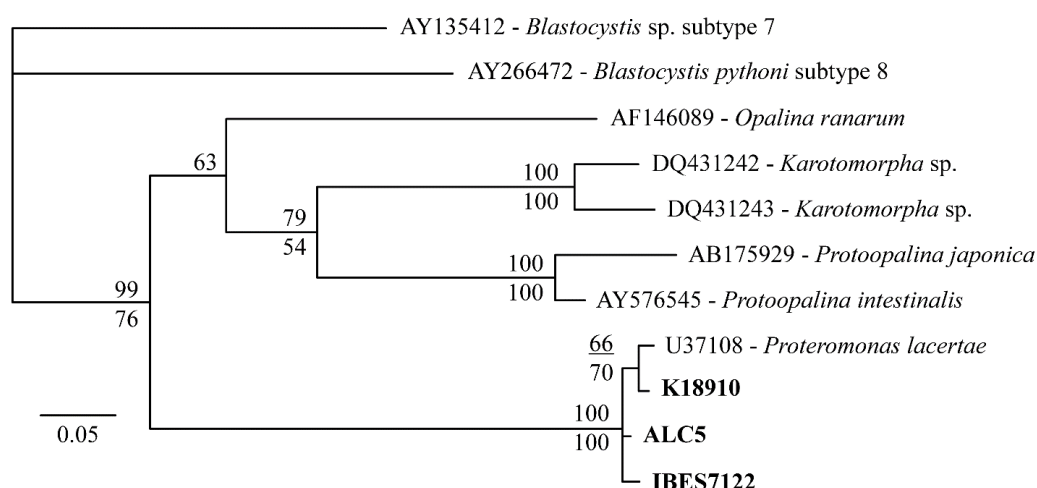 AY135412 - Blastocystis sp. subtype 7
AY266472 - Blastocystis pythoni subtype 8
AF146089 - Opalina ranarum
63
DQ431242 - Karotomorpha sp.
100
100
DQ431243 - Karotomorpha sp.
79
54
AB175929 - Protoopalina japonica
100
100
AY576545 - Protoopalina intestinalis
99
76
U37108 - Proteromonas lacertae
66
70
K18910
100
100
ALC5
0.05
IBES7122